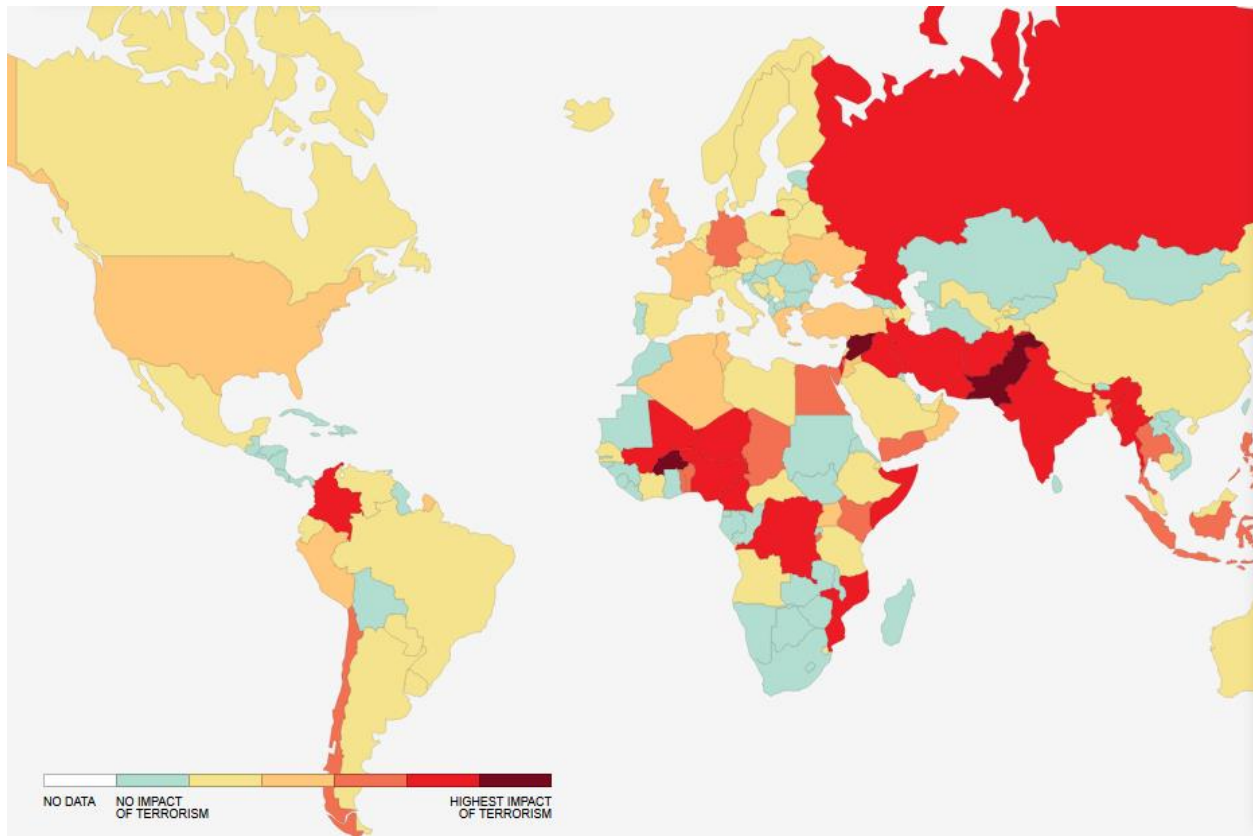 NO DATA
NO IMPACT
OF TERRORISM
HIGHEST IMPACT
OF TERRORISM